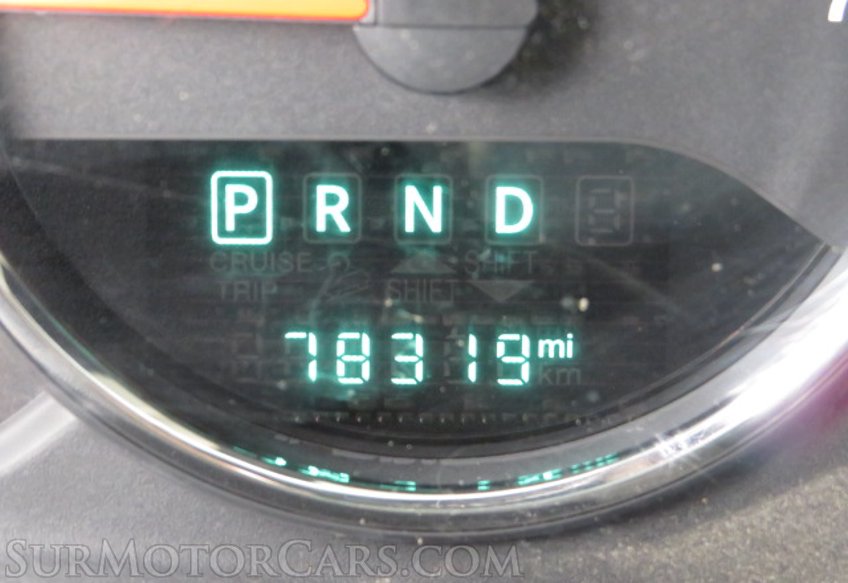 P R N D
CRUISE SHIFT
TRIP SHIFT
78319 mi
km
SURMOTORCARS.COM